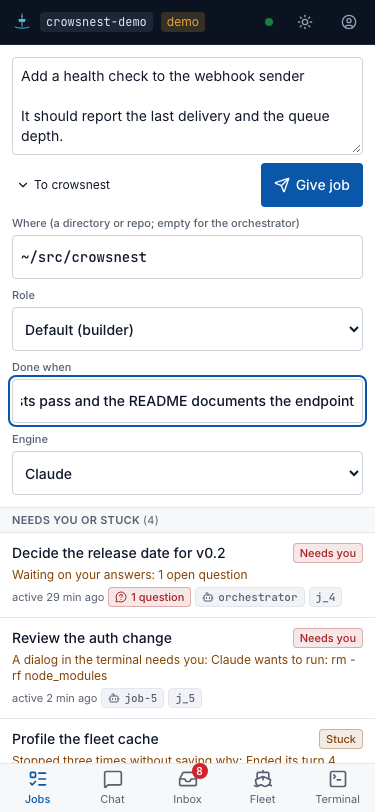 crowsnest-demo demo
Add a health check to the webhook sender
It should report the last delivery and the queue
depth.
To crowsnest
Give job
Where (a directory or repo; empty for the orchestrator)
~/src/crowsnest
Role
Default (builder)
Done when
sts pass and the README documents the endpoint
Engine
Claude
NEEDS YOU OR STUCK (4)
Decide the release date for v0.2
Needs you
Waiting on your answers: 1 open question
active 29 min ago 1 question orchestrator j_4
Review the auth change
Needs you
A dialog in the terminal needs you: Claude wants to run: rm -
rf node_modules
active 2 min ago job-5 j_5
Profile the fleet cache
Stuck
Stopped three times without saying why: Ended its turn 4
8
Jobs Chat Inbox Fleet Terminal